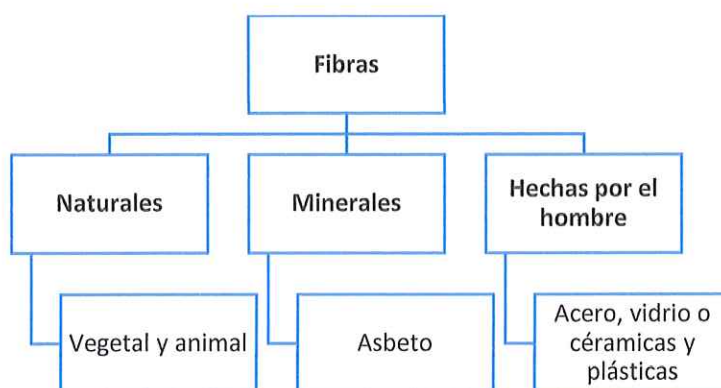 Fibras
Naturales
Minerales
Hechas por el
hombre
Vegetal y animal
Asbeto
Acero, vidrio o
céramicas y
plásticas